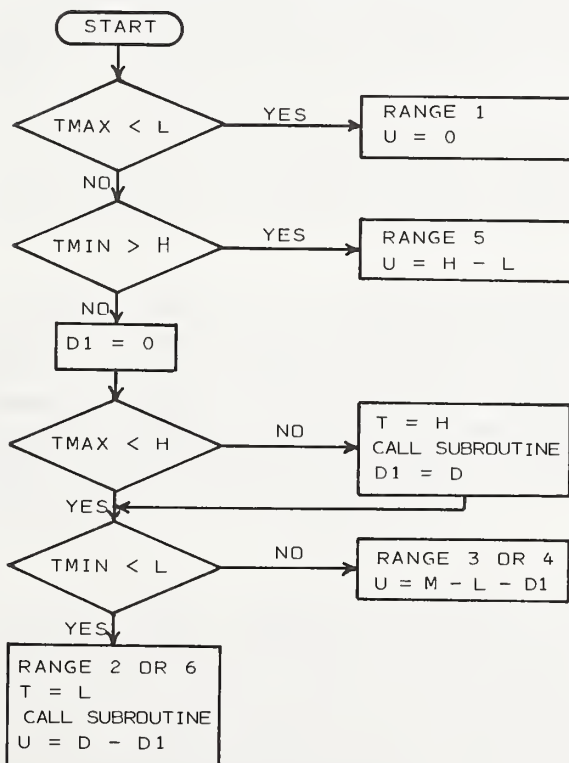 START
TMAX < L
YES
RANGE 1
U = 0
NO
TMIN > H
YES
RANGE 5
U = H - L
NO
D1 = 0
TMAX < H
NO
T = H
CALL SUBROUTINE
D1 = D
YES
TMIN < L
NO
RANGE 3 OR 4
U = M - L - D1
YES
RANGE 2 OR 6
T = L
CALL SUBROUTINE
U = D - D1